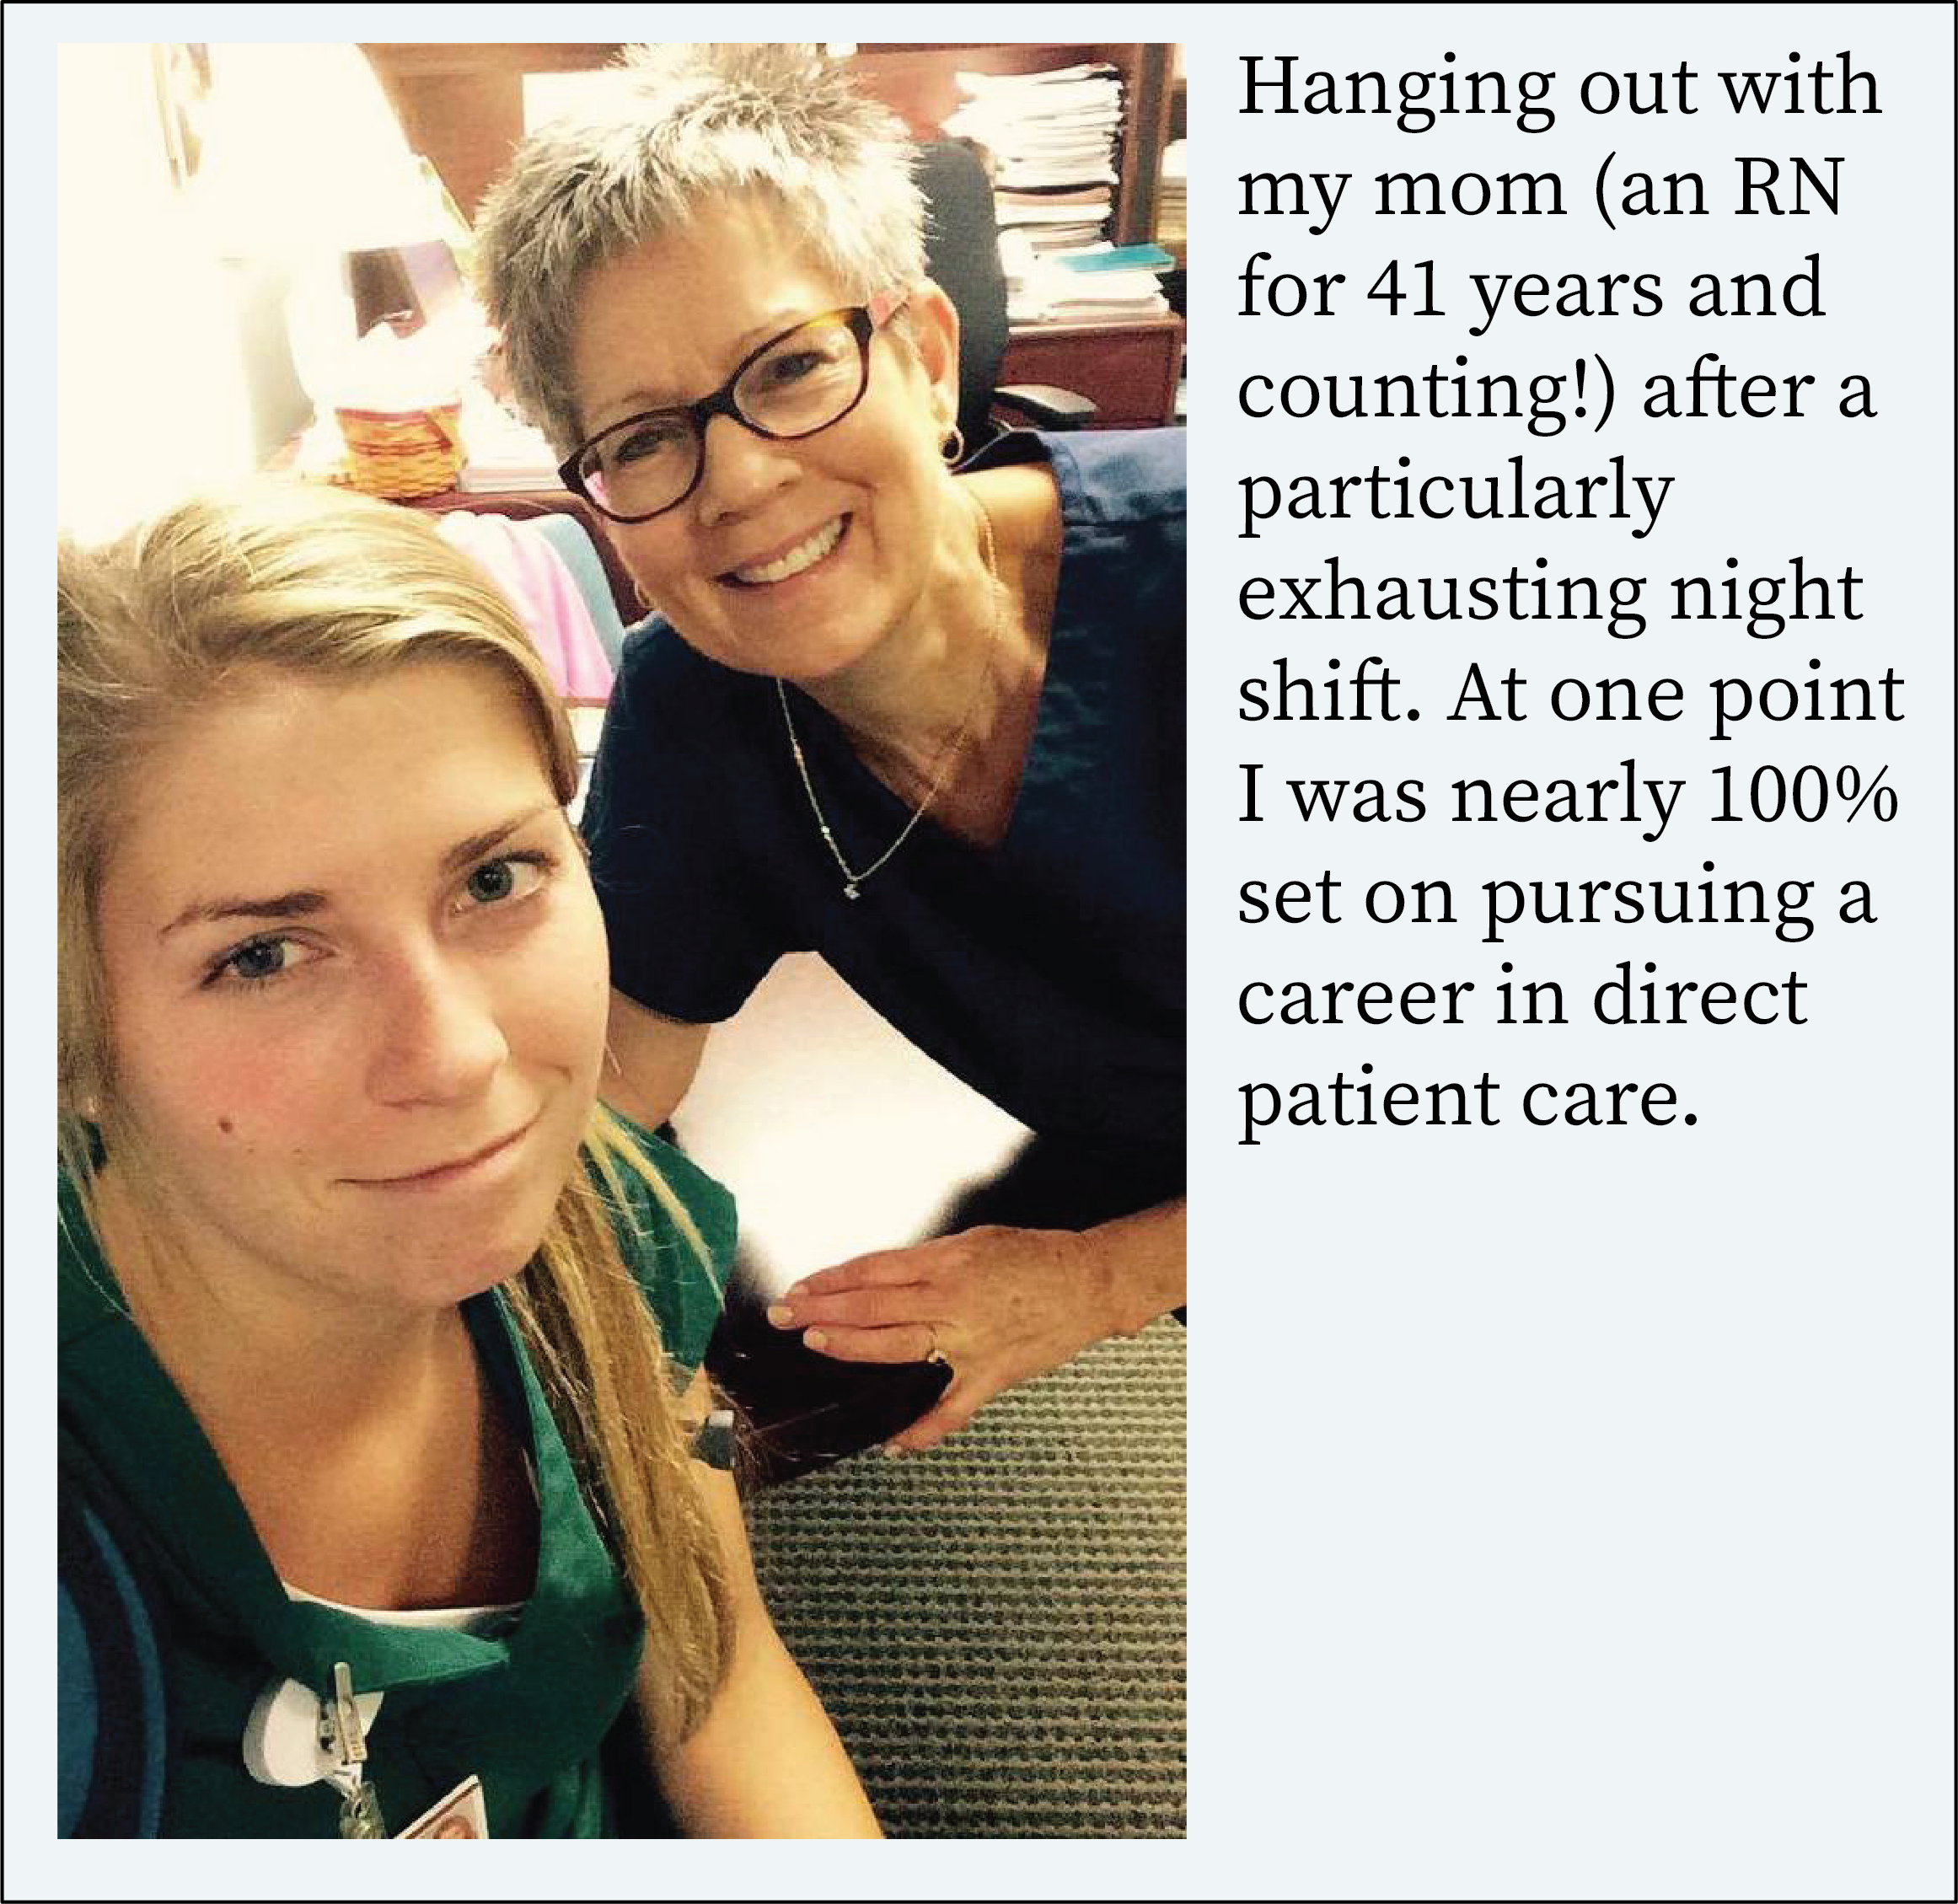 Hanging out with
my mom (an RN
for 41 years and
counting!) after a
particularly
exhausting night
shift. At one point
I was nearly 100%
set on pursuing a
career in direct
patient care.